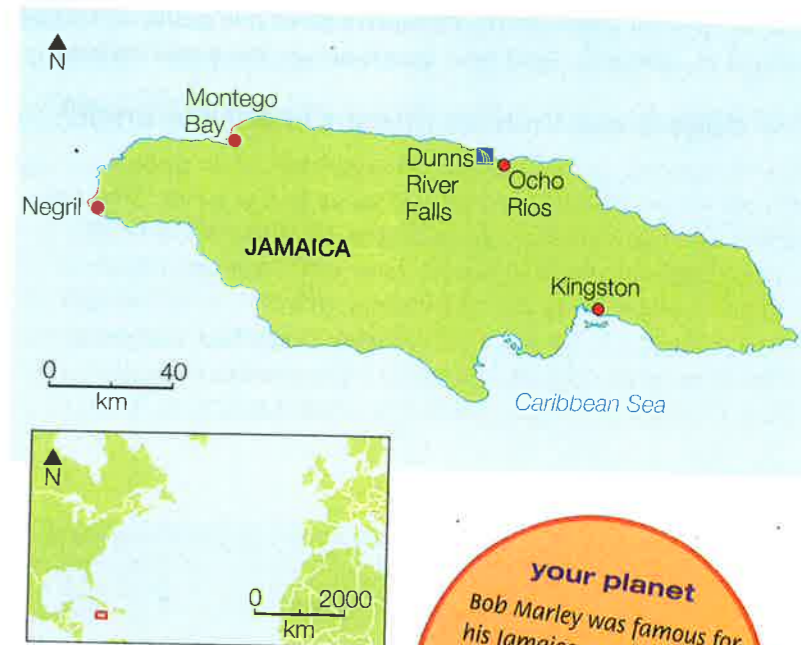 N
Montego
Bay
Dunns
River
Falls
Ocho
Rios
Negril
JAMAICA
Kingston
0 40
km
Caribbean Sea
N
0 2000
km
your planet
Bob Marley was famous for